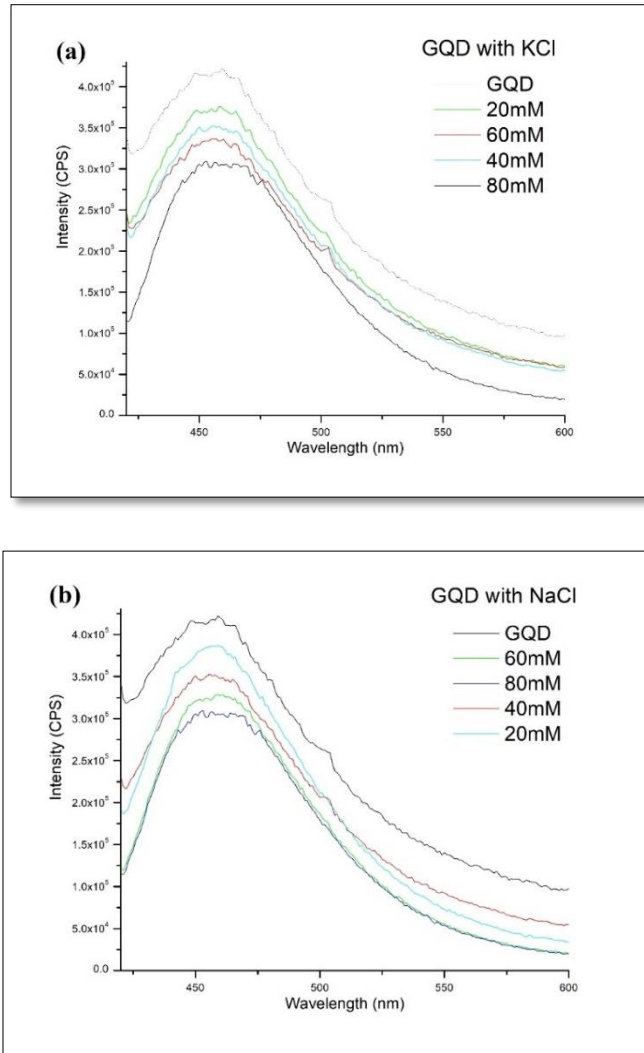 (a)
GQD with KCl
GQD
20mM
60mM
40mM
80mM
Intensity (CPS)
4.0x10⁵
3.5x10⁵
3.0x10⁵
2.5x10⁵
2.0x10⁵
1.5x10⁵
1.0x10⁵
5.0x10⁴
0.0
450
500
550
600
Wavelength (nm)
(b)
GQD with NaCl
GQD
60mM
80mM
40mM
20mM
Intensity (CPS)
4.0x10⁵
3.5x10⁵
3.0x10⁵
2.5x10⁵
2.0x10⁵
1.5x10⁵
1.0x10⁵
5.0x10⁴
0.0
450
500
550
600
Wavelength (nm)